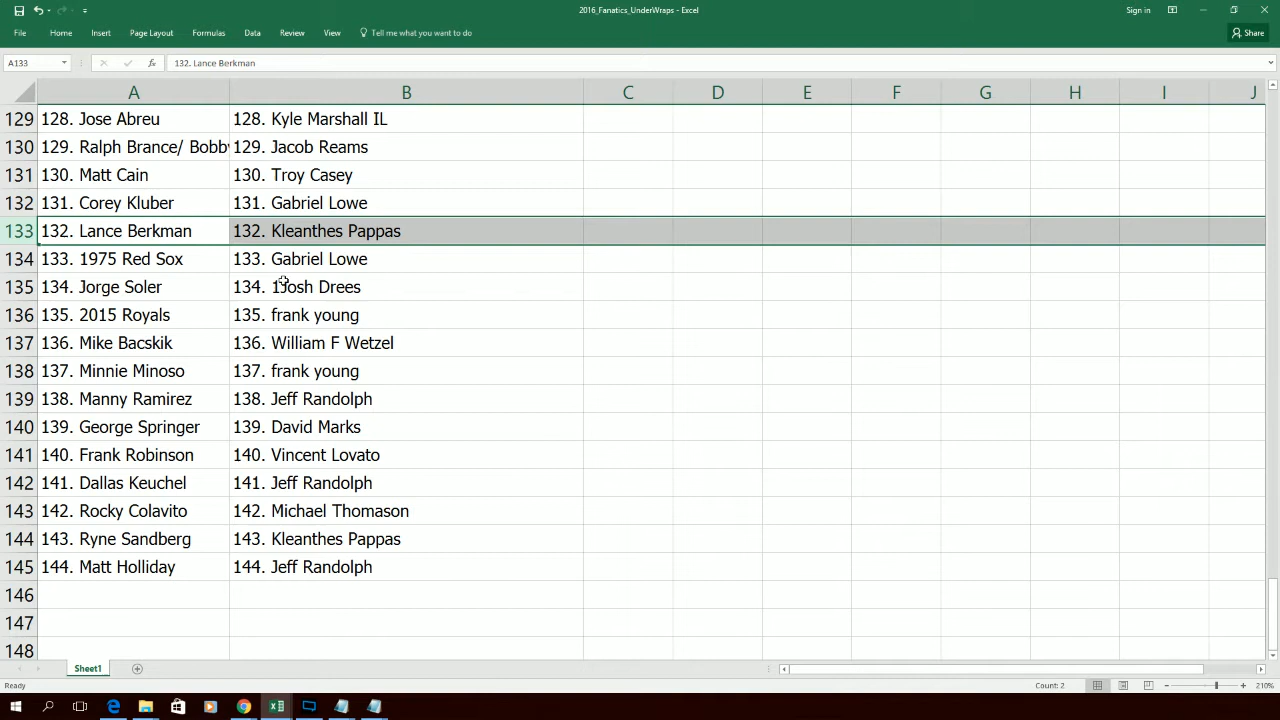 2016_Fanatics_UnderWraps - Excel
Sign in
File Home Insert Page Layout Formulas Data Review View Tell me what you want to do
Share
A133 fx 132. Lance Berkman
A B C D E F G H I J
129 128. Jose Abreu 128. Kyle Marshall IL
130 129. Ralph Brance/ Bobby 129. Jacob Reams
131 130. Matt Cain 130. Troy Casey
132 131. Corey Kluber 131. Gabriel Lowe
133 132. Lance Berkman 132. Kleanthes Pappas
134 133. 1975 Red Sox 133. Gabriel Lowe
135 134. Jorge Soler 134. 1Josh Drees
136 135. 2015 Royals 135. frank young
137 136. Mike Bacskik 136. William F Wetzel
138 137. Minnie Minoso 137. frank young
139 138. Manny Ramirez 138. Jeff Randolph
140 139. George Springer 139. David Marks
141 140. Frank Robinson 140. Vincent Lovato
142 141. Dallas Keuchel 141. Jeff Randolph
143 142. Rocky Colavito 142. Michael Thomason
144 143. Ryne Sandberg 143. Kleanthes Pappas
145 144. Matt Holliday 144. Jeff Randolph
146
147
148
Sheet1
Ready
Count: 2
210%